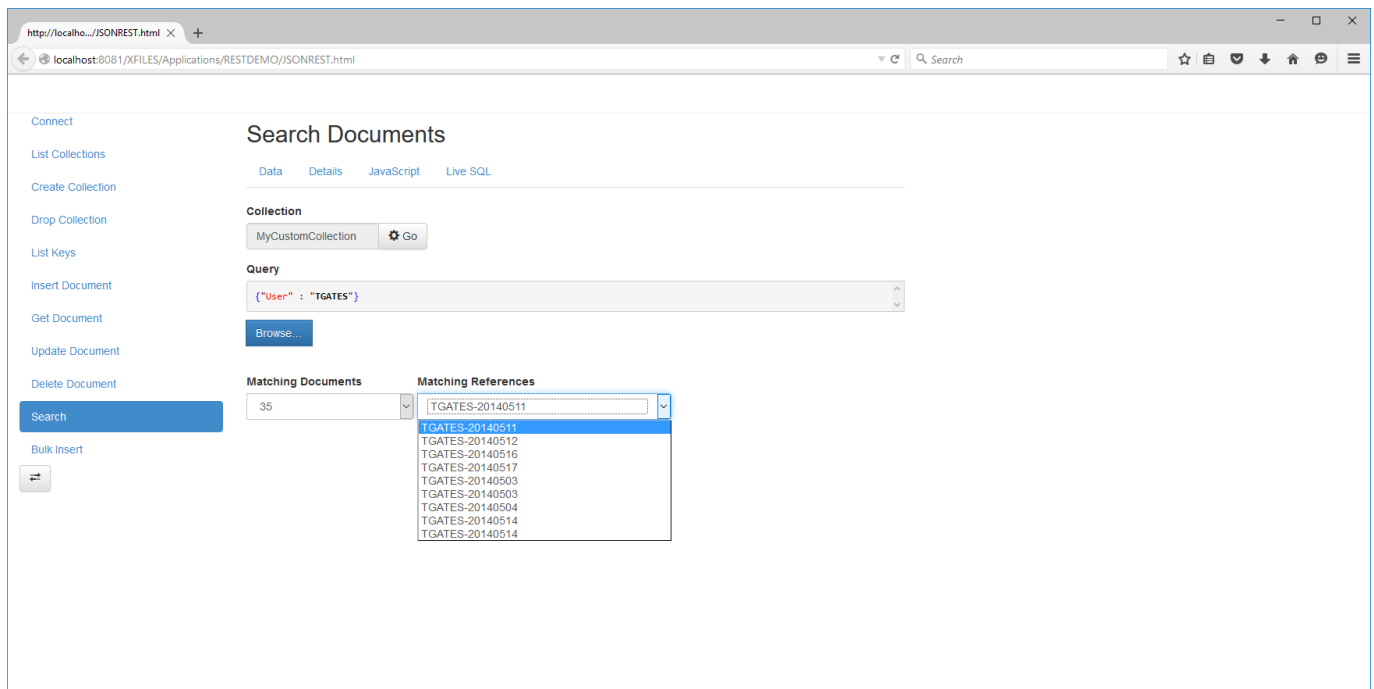 http://localho.../JSONREST.html
localhost:8081/XFILES/Applications/RESTDEMO/JSONREST.html
Search
Connect
List Collections
Create Collection
Drop Collection
List Keys
Insert Document
Get Document
Update Document
Delete Document
Search
Bulk Insert
Search Documents
Data Details JavaScript Live SQL
Collection
MyCustomCollection Go
Query
{"User" : "TGATES"}
Browse...
Matching Documents Matching References
35 TGATES-20140511
TGATES-20140511
TGATES-20140512
TGATES-20140516
TGATES-20140517
TGATES-20140503
TGATES-20140503
TGATES-20140504
TGATES-20140514
TGATES-20140514